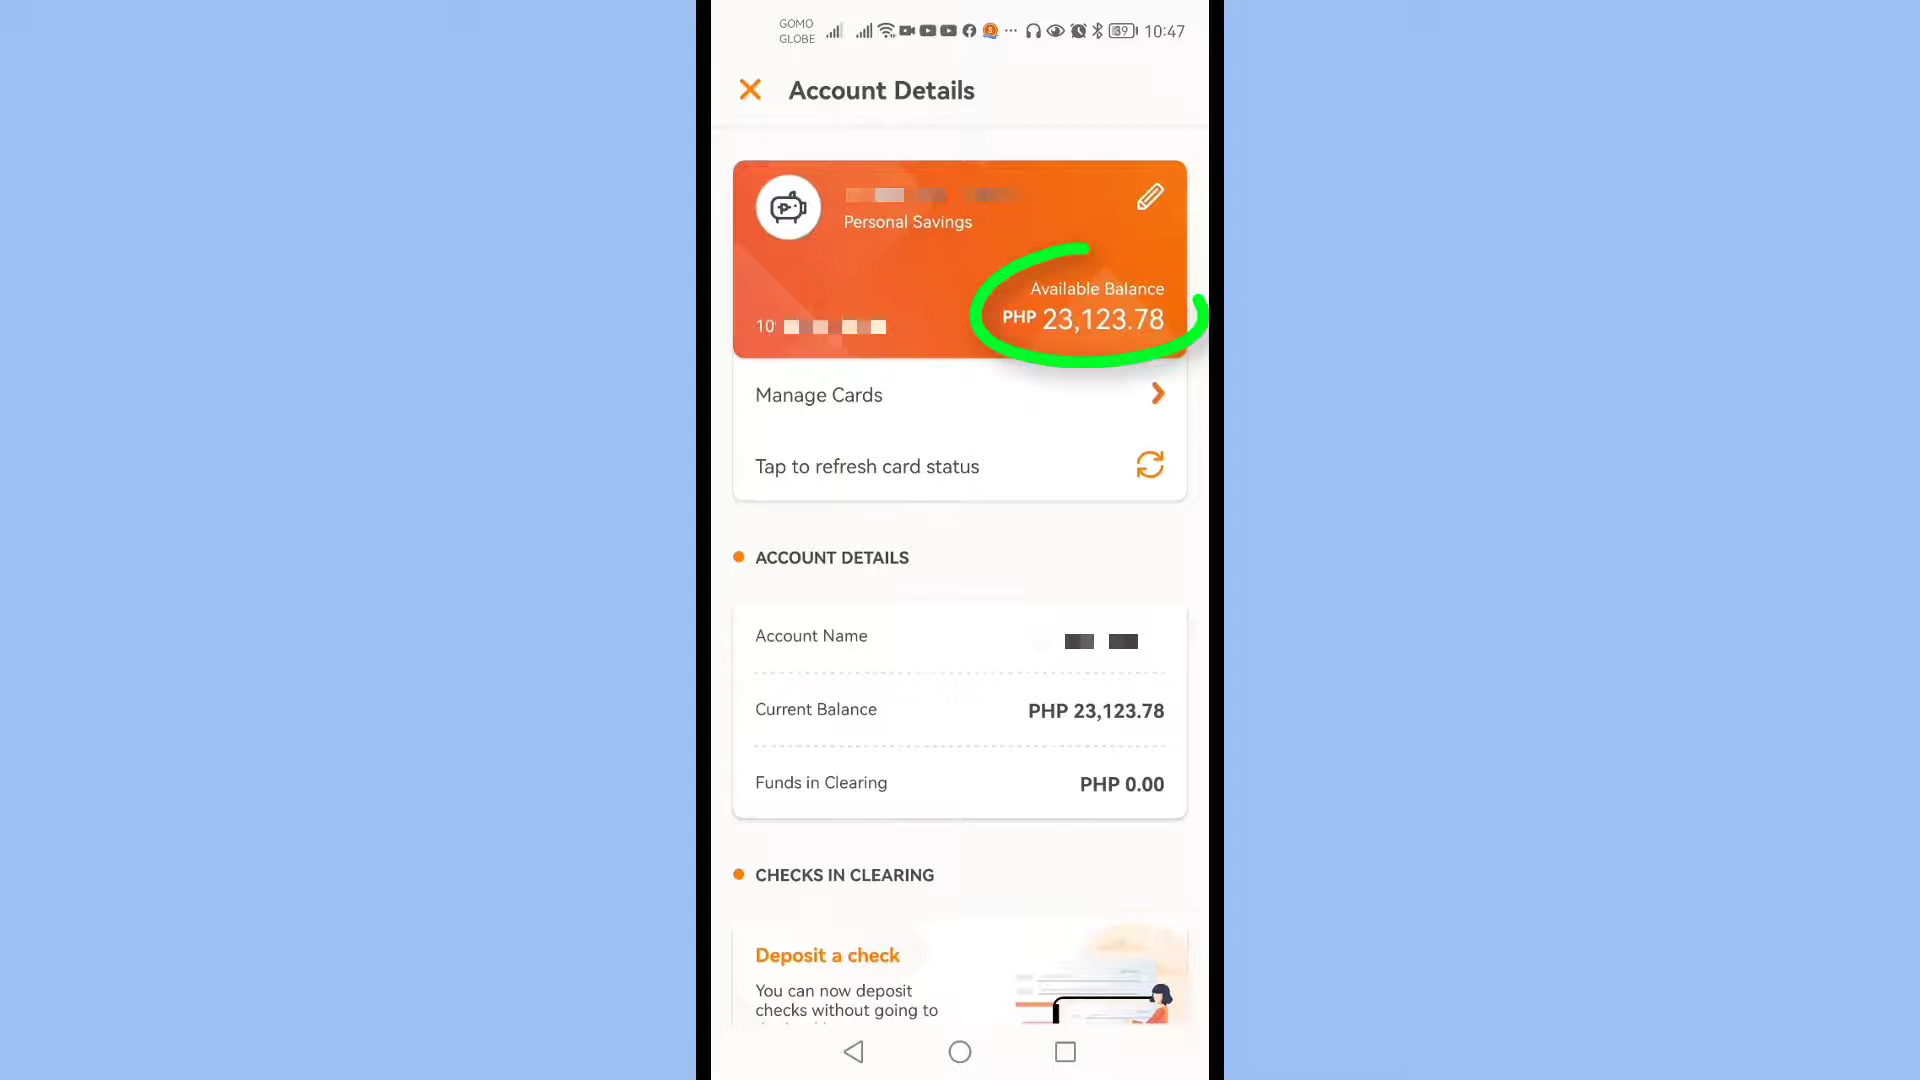 GOMO
GLOBE
39 10:47
Account Details
Personal Savings
Available Balance
PHP 23,123.78
10
Manage Cards
Tap to refresh card status
ACCOUNT DETAILS
Account Name
Current Balance
PHP 23,123.78
Funds in Clearing
PHP 0.00
CHECKS IN CLEARING
Deposit a check
You can now deposit
checks without going to